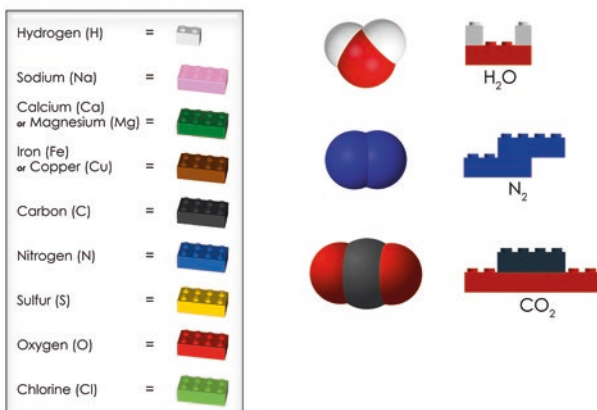 Hydrogen (H) =
Sodium (Na) =
Calcium (Ca)
or Magnesium (Mg) =
Iron (Fe)
or Copper (Cu) =
Carbon (C) =
Nitrogen (N) =
Sulfur (S) =
Oxygen (O) =
Chlorine (Cl) =
H₂O
N₂
CO₂